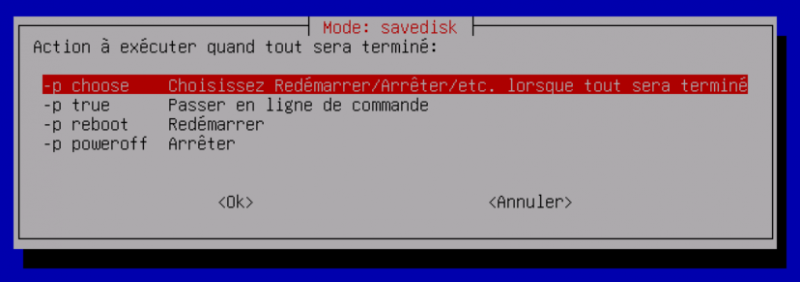 Mode: savedisk
Action à exécuter quand tout sera terminé:
-p choose Choisissez Redémarrer/Arrêter/etc. lorsque tout sera terminé
-p true Passer en ligne de commande
-p reboot Redémarrer
-p poweroff Arrêter
<Ok> <Annuler>